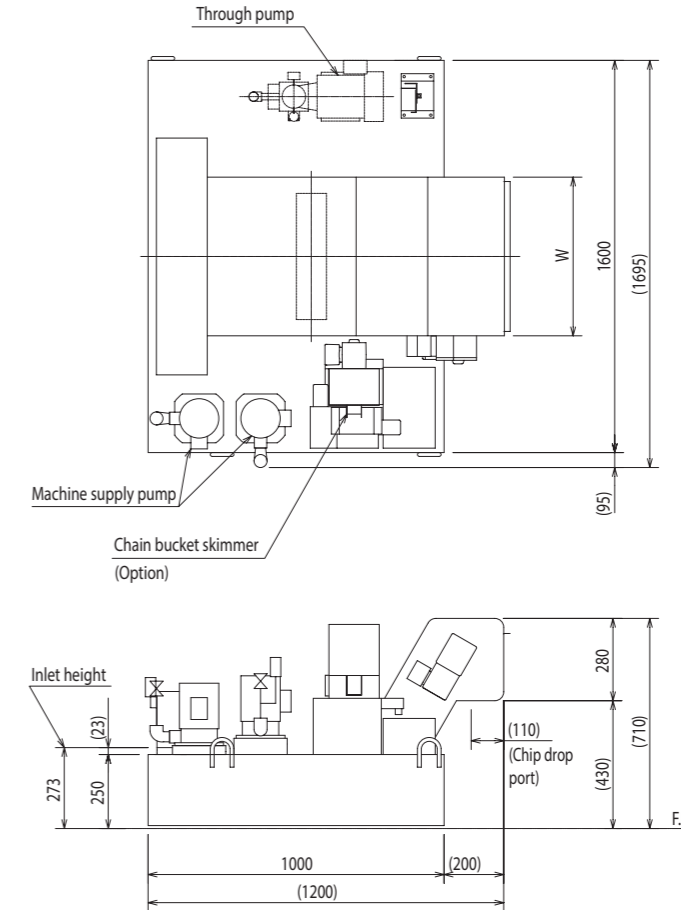 Through pump
W
1600
(1695)
(95)
Machine supply pump
Chain bucket skimmer
(Option)
Inlet height
(23)
273
250
280
(710)
(430)
(110)
(Chip drop
port)
F.
1000
(200)
(1200)